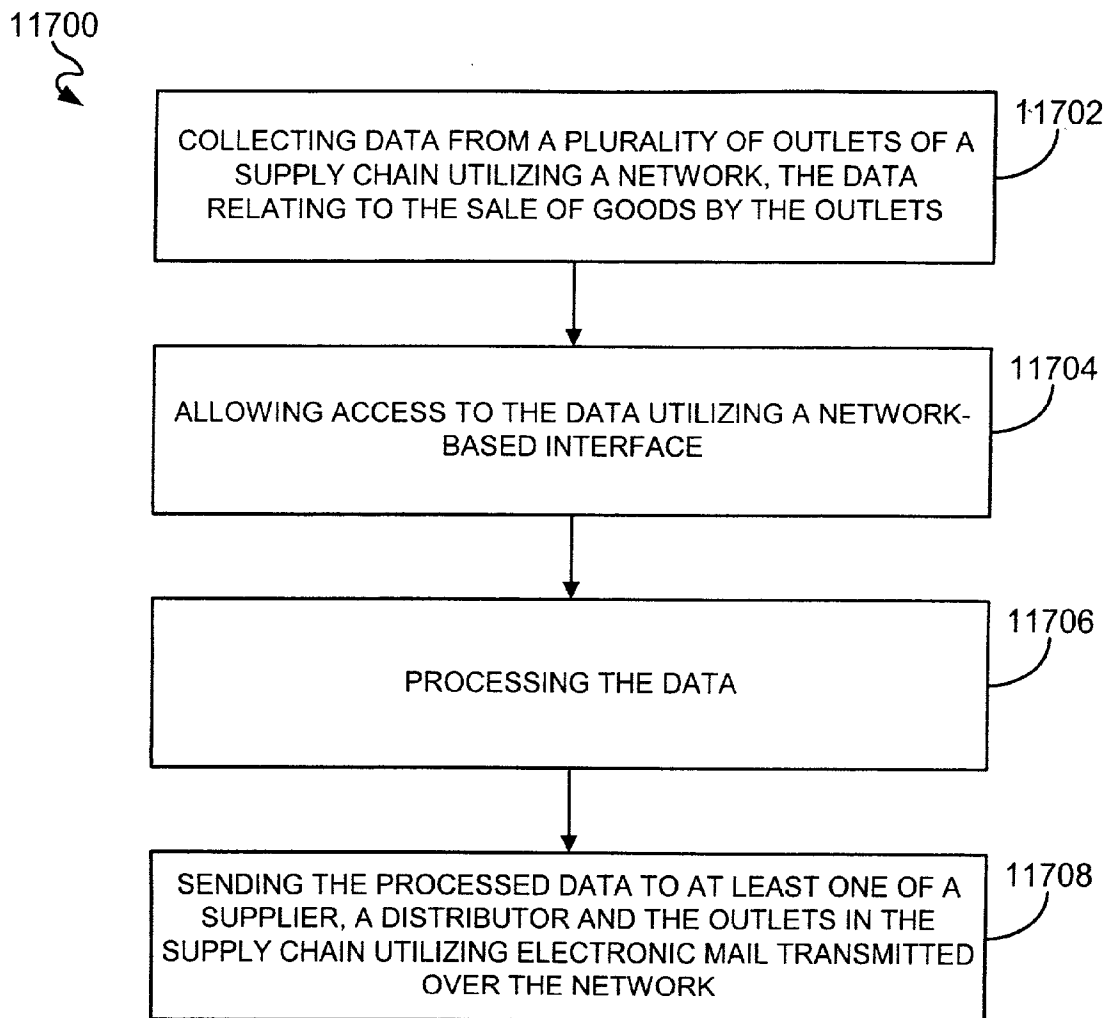 11700
11702
COLLECTING DATA FROM A PLURALITY OF OUTLETS OF A
SUPPLY CHAIN UTILIZING A NETWORK, THE DATA
RELATING TO THE SALE OF GOODS BY THE OUTLETS
11704
ALLOWING ACCESS TO THE DATA UTILIZING A NETWORK-
BASED INTERFACE
11706
PROCESSING THE DATA
11708
SENDING THE PROCESSED DATA TO AT LEAST ONE OF A
SUPPLIER, A DISTRIBUTOR AND THE OUTLETS IN THE
SUPPLY CHAIN UTILIZING ELECTRONIC MAIL TRANSMITTED
OVER THE NETWORK